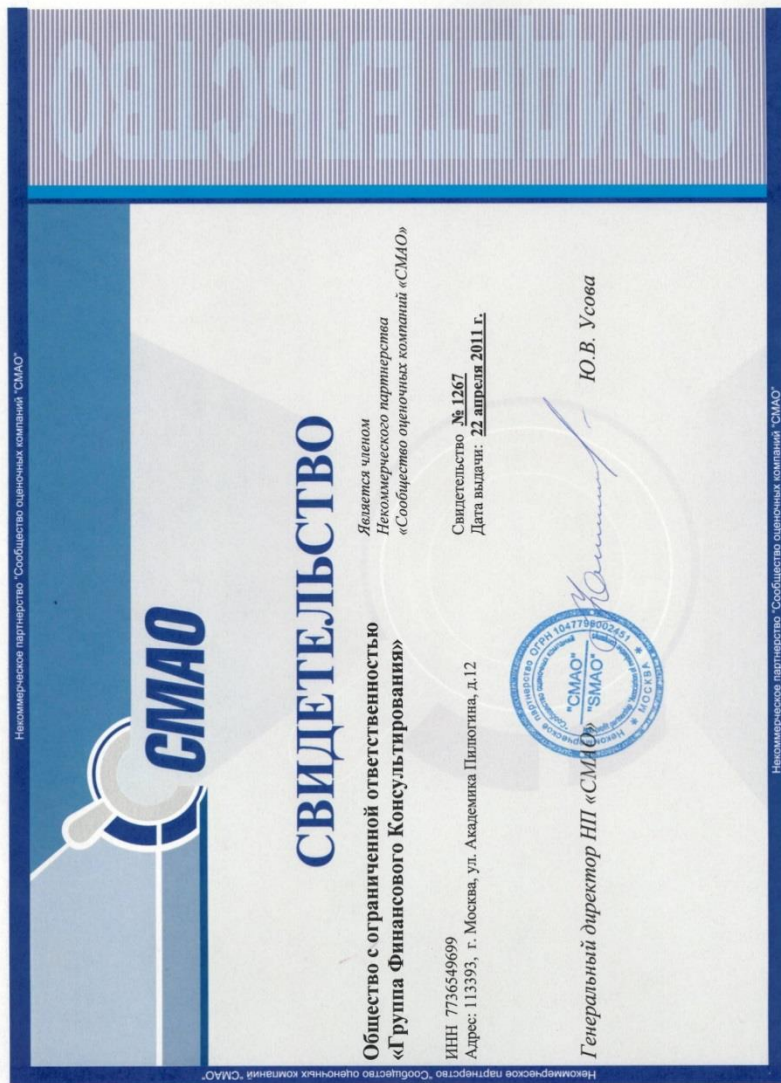 Некоммерческое партнерство "Сообщество оценочных компаний "СМАО"
СМАО
СВИДЕТЕЛЬСТВО
Общество с ограниченной ответственностью
«Группа Финансового Консультирования»
Является членом
Некоммерческого партнерства
«Сообщество оценочных компаний «СМАО»
ИНН 7736549699
Адрес: 113393, г. Москва, ул. Академика Пилюгина, д.12
Свидетельство № 1267
Дата выдачи: 22 апреля 2011 г.
Генеральный директор НП «СМАО»
Ю.В. Усова
Некоммерческое партнерство ОГРН 1047796002451 * МОСКВА *
"Сообщество оценочных компаний
"СМАО"
"SMAO"
СВИДЕТЕЛЬСТВО
Некоммерческое партнерство "Сообщество оценочных компаний "СМАО"
Некоммерческое партнерство "Сообщество оценочных компаний "СМАО"